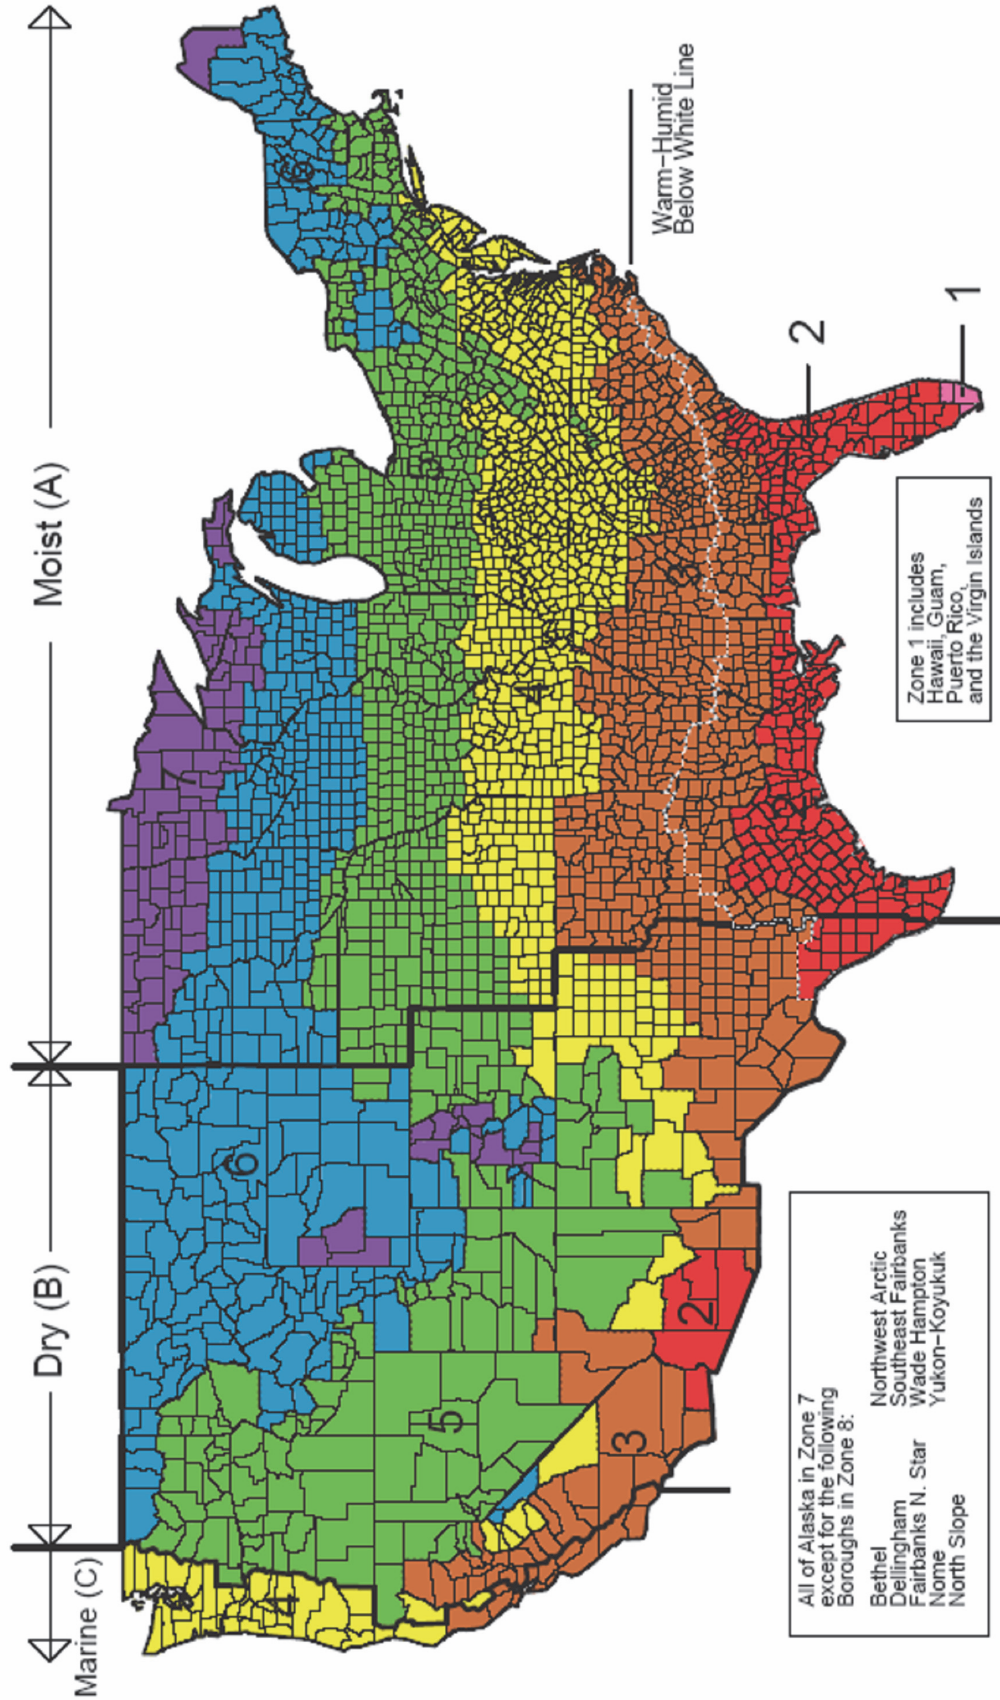 Marine (C)
Dry (B)
Moist (A)
7
6
6
5
5
4
4
3
3
2
2
2
1
Warm-Humid
Below White Line
All of Alaska in Zone 7
except for the following
Boroughs in Zone 8:
Bethel Northwest Arctic
Dellingham Southeast Fairbanks
Fairbanks N. Star Wade Hampton
Nome Yukon-Koyukuk
North Slope
Zone 1 includes
Hawaii, Guam,
Puerto Rico,
and the Virgin Islands